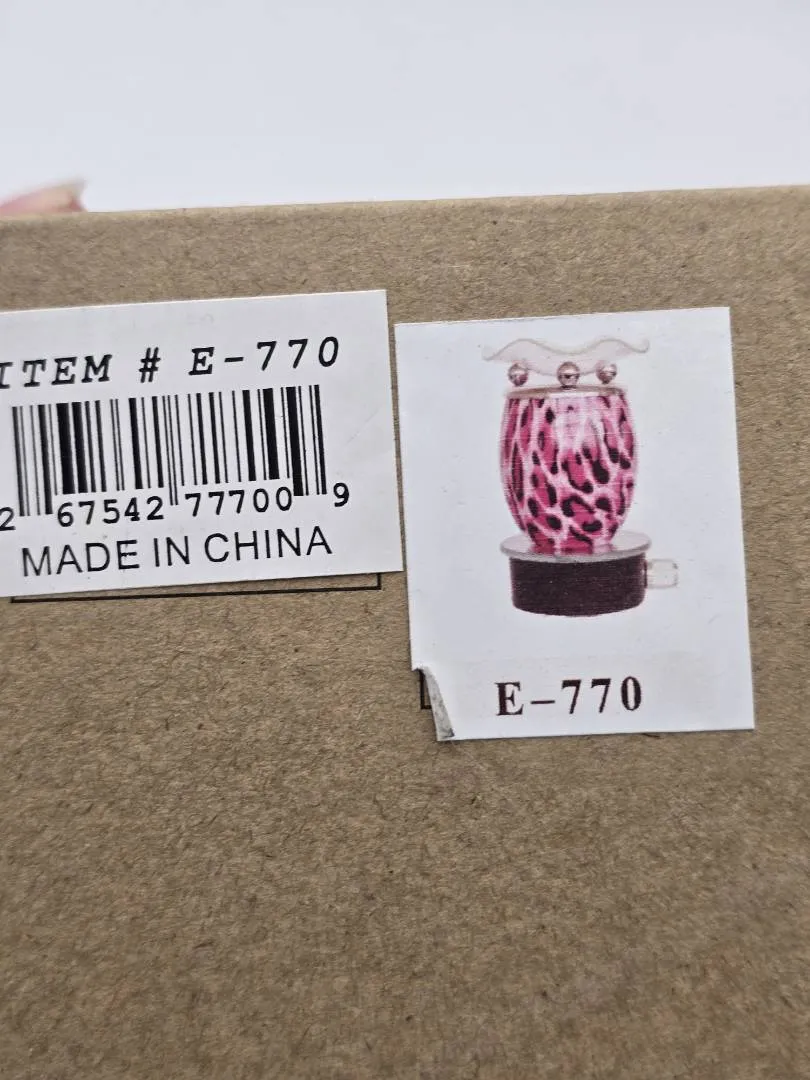 ITEM # E-770
2 67542 77700 9
MADE IN CHINA
E-770